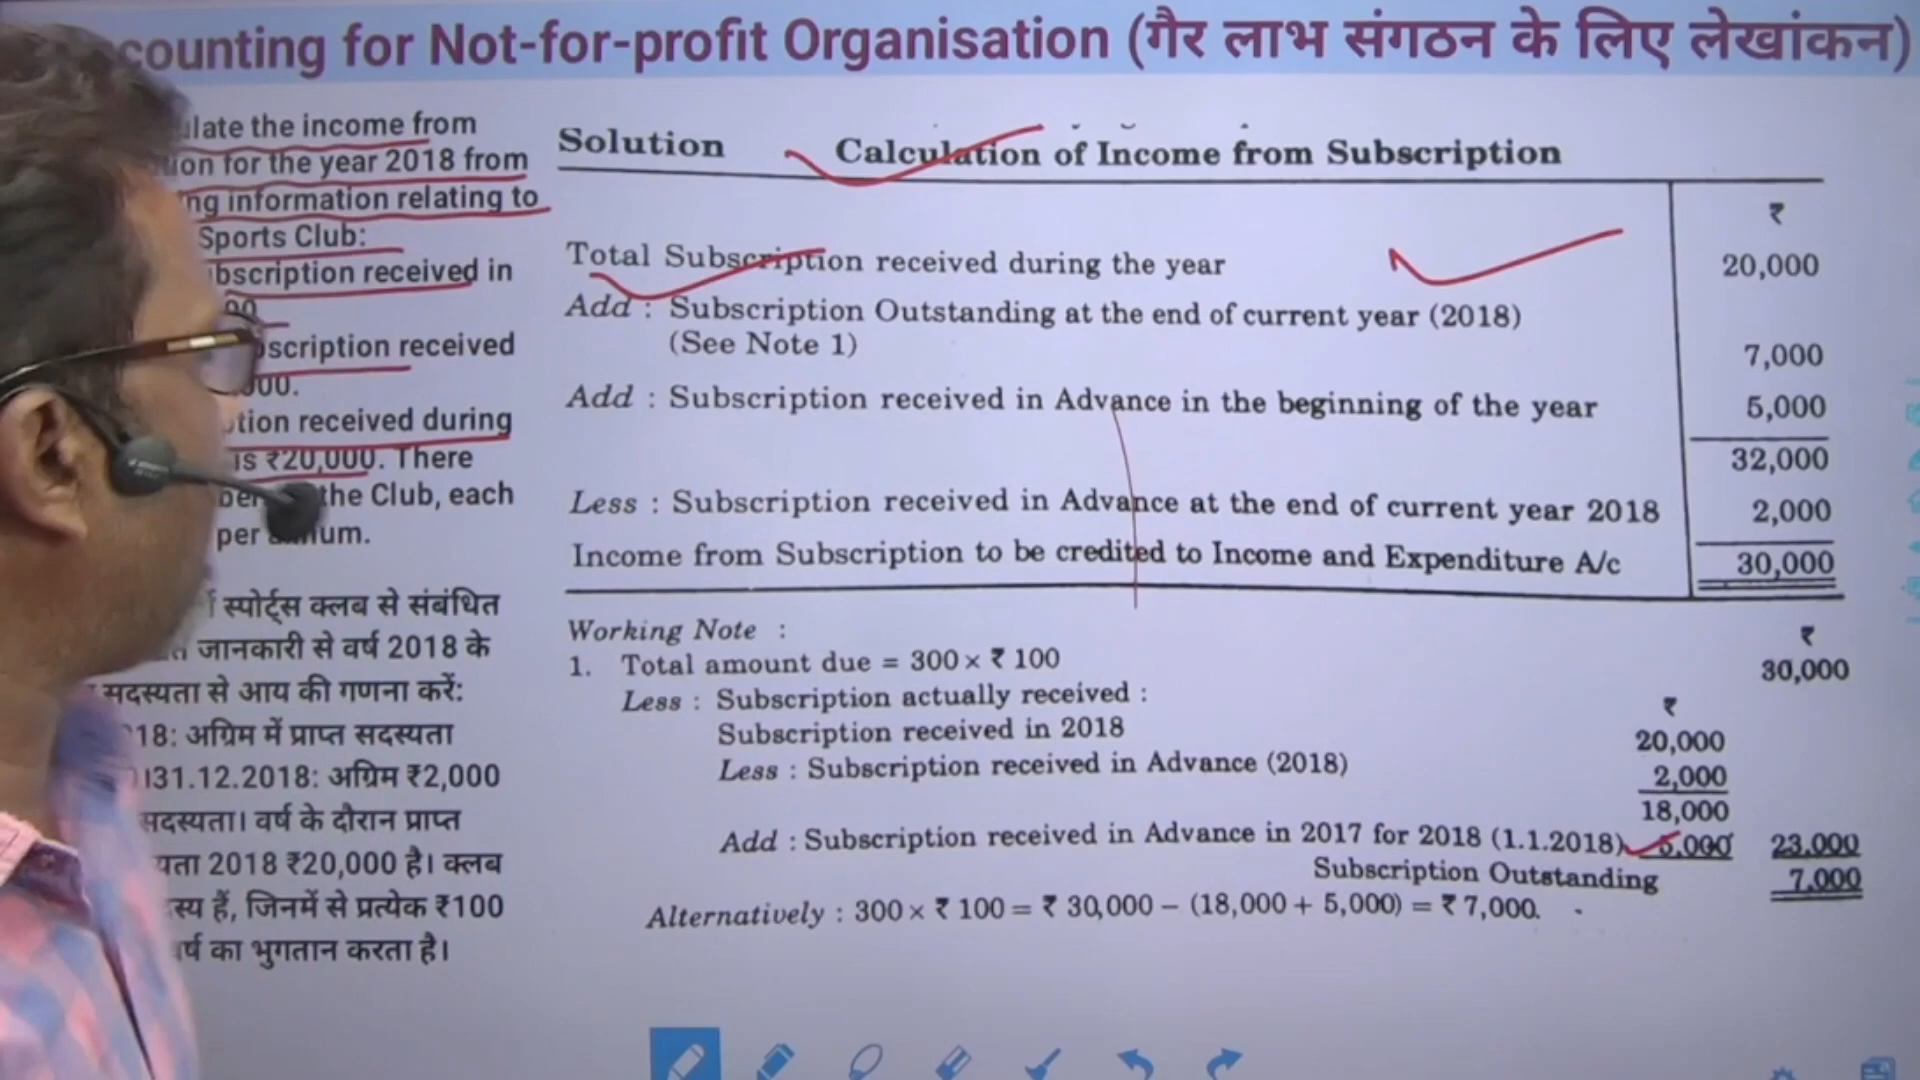 counting for Not-for-profit Organisation (गैर लाभ संगठन के लिए लेखांकन)
late the income from
ion for the year 2018 from
ng information relating to
Sports Club:
bscription received in
00
scription received
000.
tion received during
is ₹20,000. There
the Club, each
per annum.
स्पोर्ट्स क्लब से संबंधित
जानकारी से वर्ष 2018 के
सदस्यता से आय की गणना करें:
18: अग्रिम में प्राप्त सदस्यता
31.12.2018: अग्रिम ₹2,000
सदस्यता। वर्ष के दौरान प्राप्त
यता 2018 ₹20,000 है। क्लब
स्य हैं, जिनमें से प्रत्येक ₹100
र्ष का भुगतान करता है।
Solution Calculation of Income from Subscription
₹
Total Subscription received during the year 20,000
Add : Subscription Outstanding at the end of current year (2018)
(See Note 1) 7,000
Add : Subscription received in Advance in the beginning of the year 5,000
32,000
Less : Subscription received in Advance at the end of current year 2018 2,000
Income from Subscription to be credited to Income and Expenditure A/c 30,000
Working Note : ₹
1. Total amount due = 300 × ₹ 100 30,000
Less : Subscription actually received : ₹
Subscription received in 2018 20,000
Less : Subscription received in Advance (2018) 2,000
18,000
Add : Subscription received in Advance in 2017 for 2018 (1.1.2018) 5,000 23,000
Subscription Outstanding 7,000
Alternatively : 300 × ₹ 100 = ₹ 30,000 − (18,000 + 5,000) = ₹ 7,000.